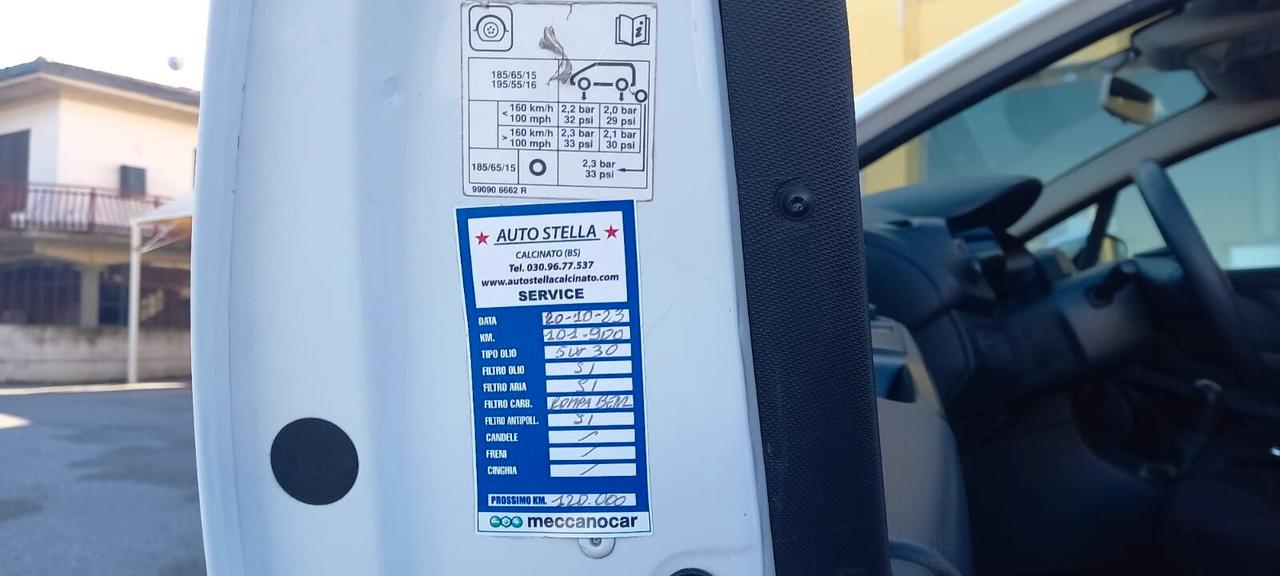 185/65/15
195/55/16
< 160 km/h 100 mph 2,2 bar 32 psi 2,0 bar 29 psi
> 160 km/h 100 mph 2,3 bar 33 psi 2,1 bar 30 psi
185/65/15 2,3 bar 33 psi
99090 6662 R
AUTO STELLA
CALCINATO (BS)
Tel. 030.96.77.537
www.autostellacalcinato.com
SERVICE
DATA 20-10-23
KM. 101-900
TIPO OLIO 5W30
FILTRO OLIO SI
FILTRO ARIA SI
FILTRO CARB. POMPA BENZ
FILTRO ANTIPOLL. SI
CANDELE /
FRENI
CINGHIA /
PROSSIMO KM. 120.000
meccanocar